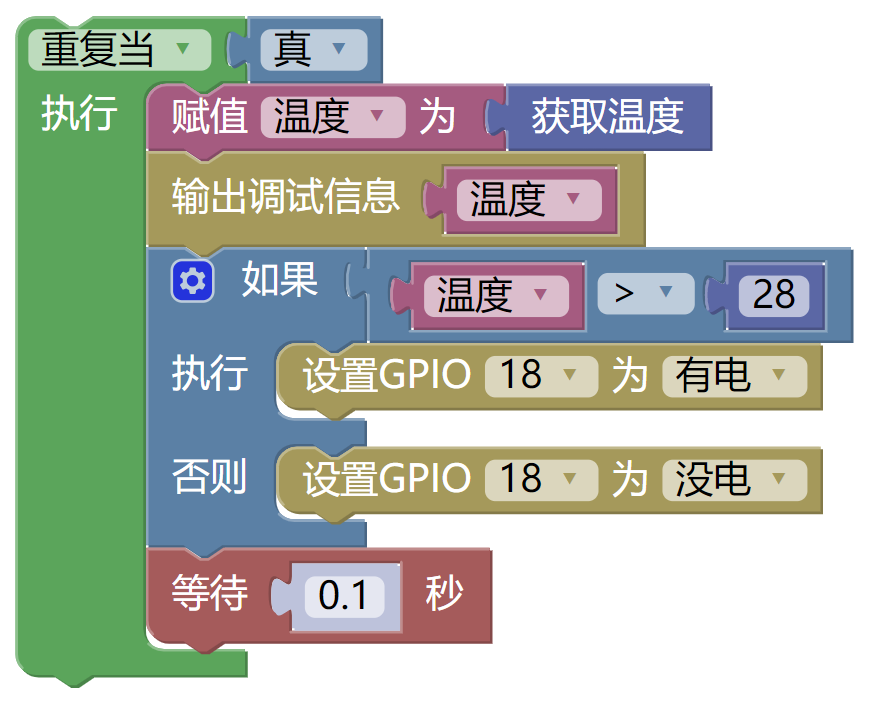 重复当 真
执行 赋值 温度 为 获取温度
输出调试信息 温度
如果 温度 > 28
执行 设置GPIO 18 为 有电
否则 设置GPIO 18 为 没电
等待 0.1 秒